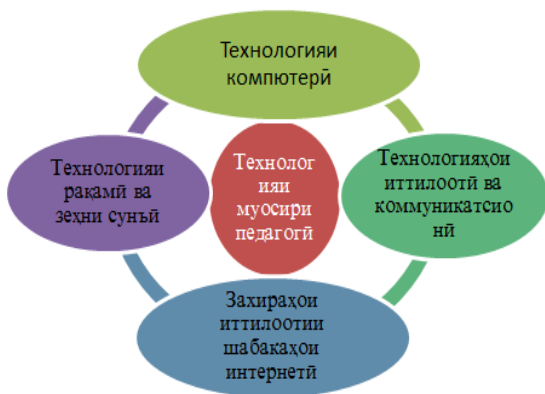 Технологияи
компютерӣ
Технологияи
рақамӣ ва
зеҳни сунъӣ
Технолог
ияи
муосири
педагогӣ
Технологияҳои
иттилоотӣ ва
коммуникатсио
нӣ
Захираҳои
иттилоотии
шабакаҳои
интернетӣ